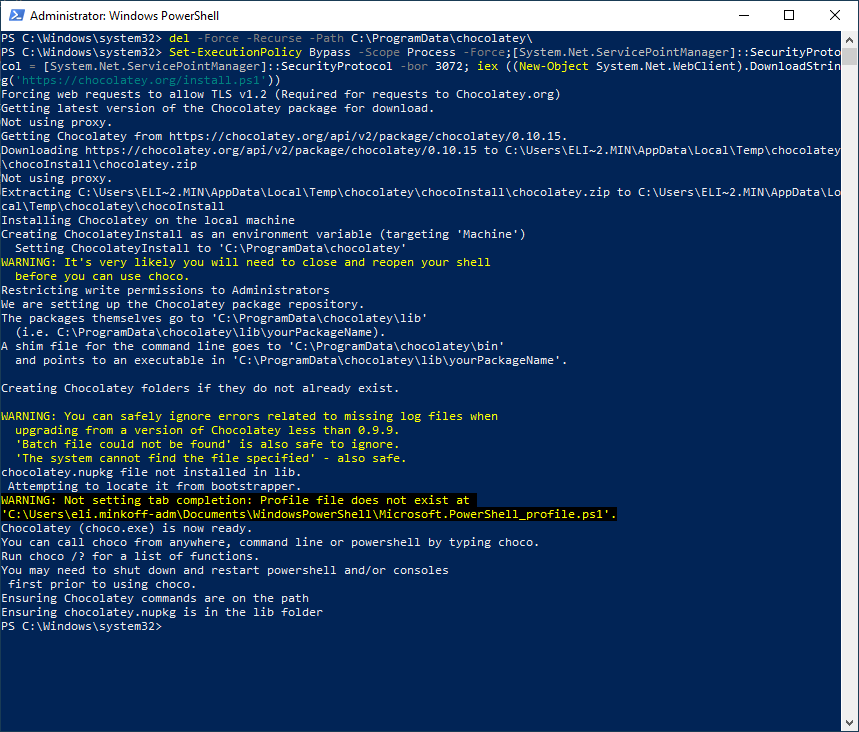 Administrator: Windows PowerShell
PS C:\Windows\system32> del -Force -Recurse -Path C:\ProgramData\chocolatey\
PS C:\Windows\system32> Set-ExecutionPolicy Bypass -Scope Process -Force;[System.Net.ServicePointManager]::SecurityProto
col = [System.Net.ServicePointManager]::SecurityProtocol -bor 3072; iex ((New-Object System.Net.WebClient).DownloadStrin
g('https://chocolatey.org/install.ps1'))
Forcing web requests to allow TLS v1.2 (Required for requests to Chocolatey.org)
Getting latest version of the Chocolatey package for download.
Not using proxy.
Getting Chocolatey from https://chocolatey.org/api/v2/package/chocolatey/0.10.15.
Downloading https://chocolatey.org/api/v2/package/chocolatey/0.10.15 to C:\Users\ELI~2.MIN\AppData\Local\Temp\chocolatey
\chocoInstall\chocolatey.zip
Not using proxy.
Extracting C:\Users\ELI~2.MIN\AppData\Local\Temp\chocolatey\chocoInstall\chocolatey.zip to C:\Users\ELI~2.MIN\AppData\Lo
cal\Temp\chocolatey\chocoInstall
Installing Chocolatey on the local machine
Creating ChocolateyInstall as an environment variable (targeting 'Machine')
  Setting ChocolateyInstall to 'C:\ProgramData\chocolatey'
WARNING: It's very likely you will need to close and reopen your shell
  before you can use choco.
Restricting write permissions to Administrators
We are setting up the Chocolatey package repository.
The packages themselves go to 'C:\ProgramData\chocolatey\lib'
  (i.e. C:\ProgramData\chocolatey\lib\yourPackageName).
A shim file for the command line goes to 'C:\ProgramData\chocolatey\bin'
  and points to an executable in 'C:\ProgramData\chocolatey\lib\yourPackageName'.
Creating Chocolatey folders if they do not already exist.
WARNING: You can safely ignore errors related to missing log files when
  upgrading from a version of Chocolatey less than 0.9.9.
  'Batch file could not be found' is also safe to ignore.
  'The system cannot find the file specified' - also safe.
chocolatey.nupkg file not installed in lib.
 Attempting to locate it from bootstrapper.
WARNING: Not setting tab completion: Profile file does not exist at
'C:\Users\eli.minkoff-adm\Documents\WindowsPowerShell\Microsoft.PowerShell_profile.ps1'.
Chocolatey (choco.exe) is now ready.
You can call choco from anywhere, command line or powershell by typing choco.
Run choco /? for a list of functions.
You may need to shut down and restart powershell and/or consoles
 first prior to using choco.
Ensuring Chocolatey commands are on the path
Ensuring chocolatey.nupkg is in the lib folder
PS C:\Windows\system32>